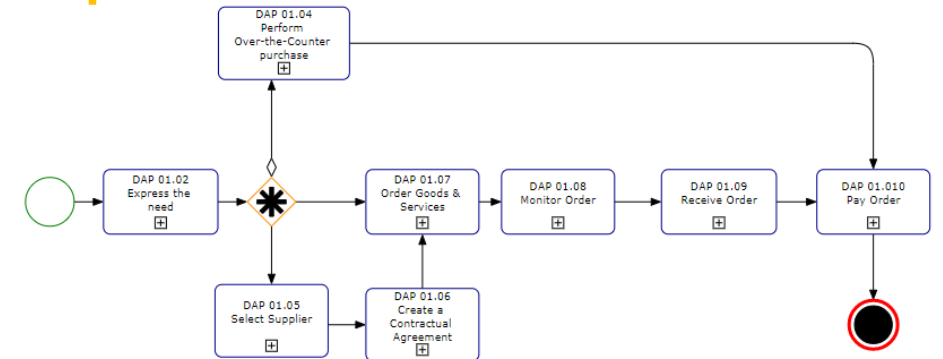 DAP 01.04
Perform
Over-the-Counter
purchase
DAP 01.02
Express the
need
DAP 01.07
Order Goods &
Services
DAP 01.08
Monitor Order
DAP 01.09
Receive Order
DAP 01.010
Pay Order
DAP 01.05
Select Supplier
DAP 01.06
Create a
Contractual
Agreement